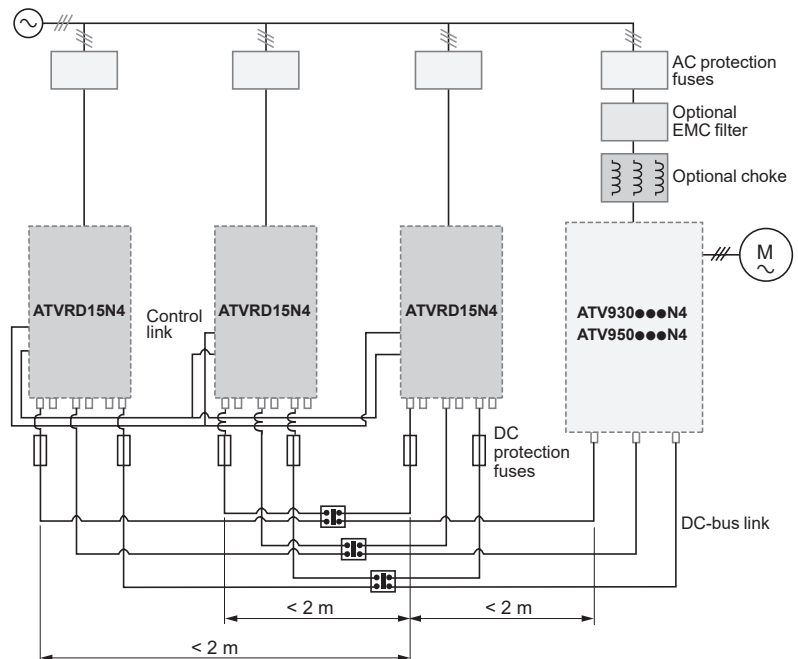 AC protection
fuses
Optional
EMC filter
Optional choke
M
ATVRD15N4
Control
link
ATVRD15N4
ATVRD15N4
ATV930●●●N4
ATV950●●●N4
DC
protection
fuses
DC-bus link
< 2 m
< 2 m
< 2 m